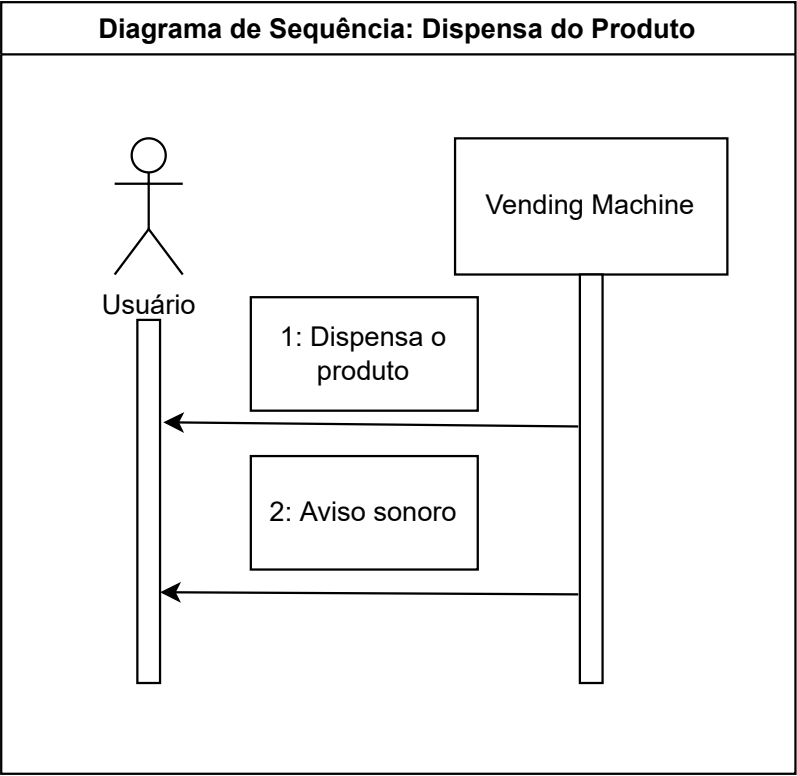 Diagrama de Sequência: Dispensa do Produto
Vending Machine
Usuário
1: Dispensa o
produto
2: Aviso sonoro